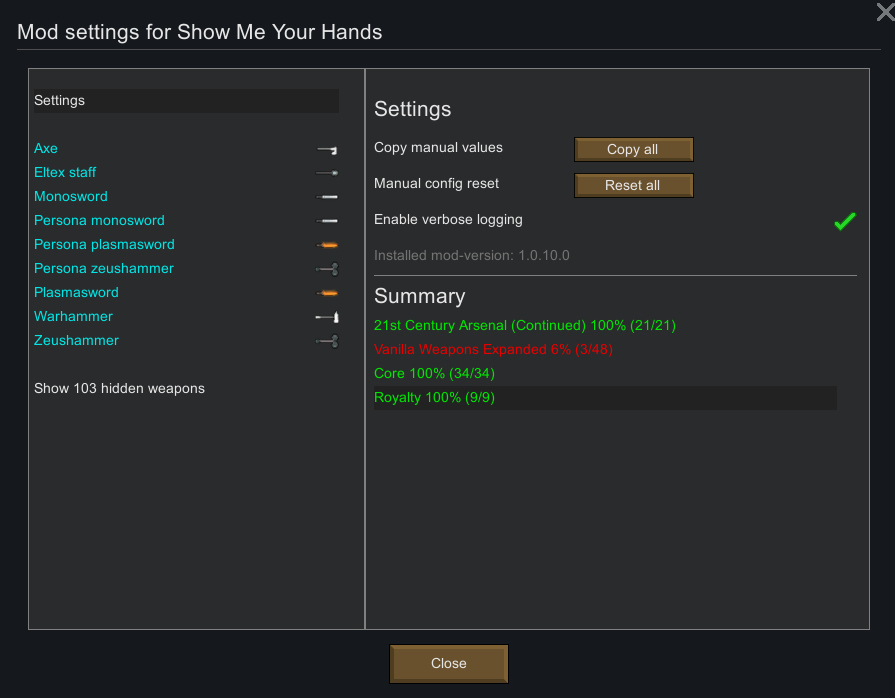 Mod settings for Show Me Your Hands
Settings
Axe
Eltex staff
Monosword
Persona monosword
Persona plasmasword
Persona zeushammer
Plasmasword
Warhammer
Zeushammer
Show 103 hidden weapons
Settings
Copy manual values
Copy all
Manual config reset
Reset all
Enable verbose logging
Installed mod-version: 1.0.10.0
Summary
21st Century Arsenal (Continued) 100% (21/21)
Vanilla Weapons Expanded 6% (3/48)
Core 100% (34/34)
Royalty 100% (9/9)
Close